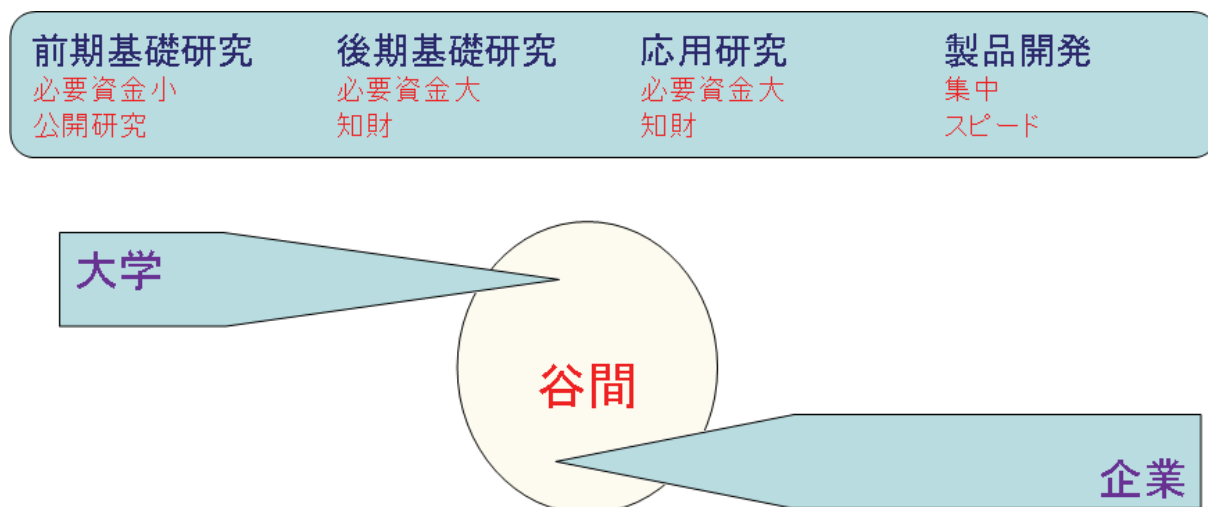 前期基礎研究
必要資金小
公開研究
後期基礎研究
必要資金大
知財
応用研究
必要資金大
知財
製品開発
集中
スピード
大学
谷間
企業